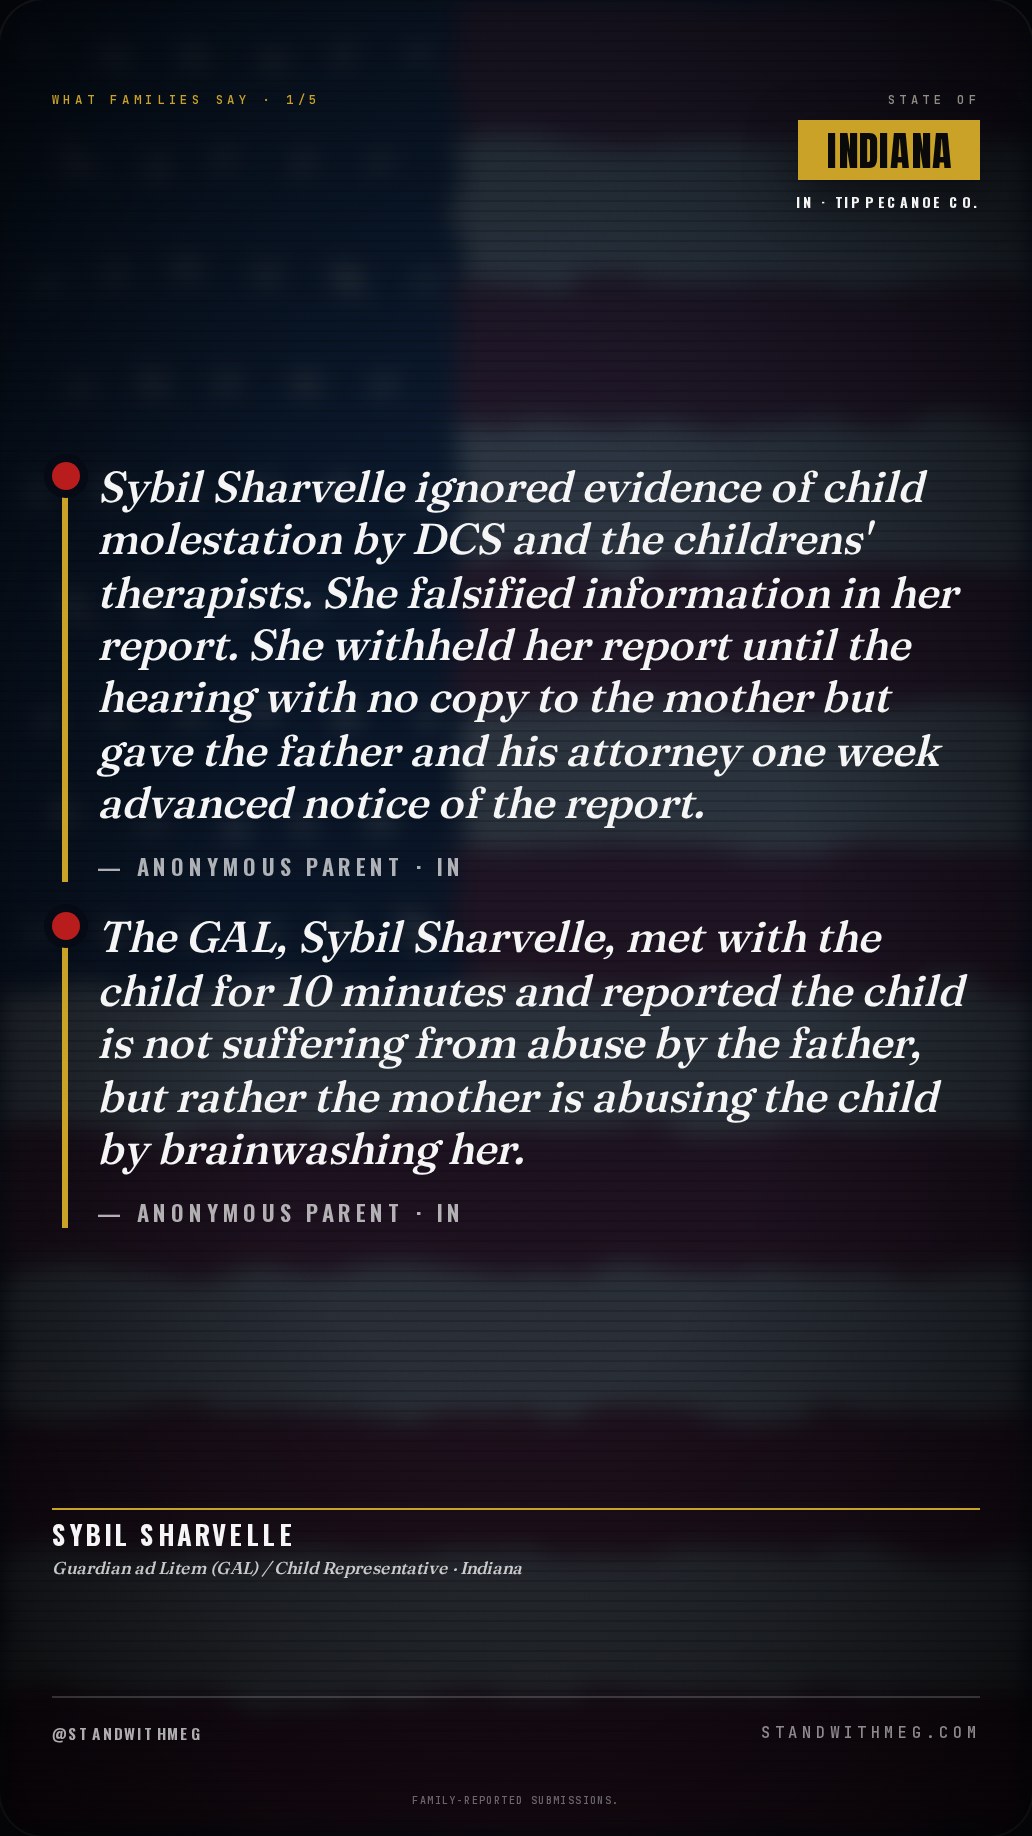 WHAT FAMILIES SAY · 1/5
STATE OF
INDIANA
IN · TIPPECANOE CO.
Sybil Sharvelle ignored evidence of child
molestation by DCS and the childrens'
therapists. She falsified information in her
report. She withheld her report until the
hearing with no copy to the mother but
gave the father and his attorney one week
advanced notice of the report.
— ANONYMOUS PARENT · IN
The GAL, Sybil Sharvelle, met with the
child for 10 minutes and reported the child
is not suffering from abuse by the father,
but rather the mother is abusing the child
by brainwashing her.
— ANONYMOUS PARENT · IN
SYBIL SHARVELLE
Guardian ad Litem (GAL) / Child Representative · Indiana
@STANDWITHMEG
STANDWITHMEG.COM
FAMILY-REPORTED SUBMISSIONS.